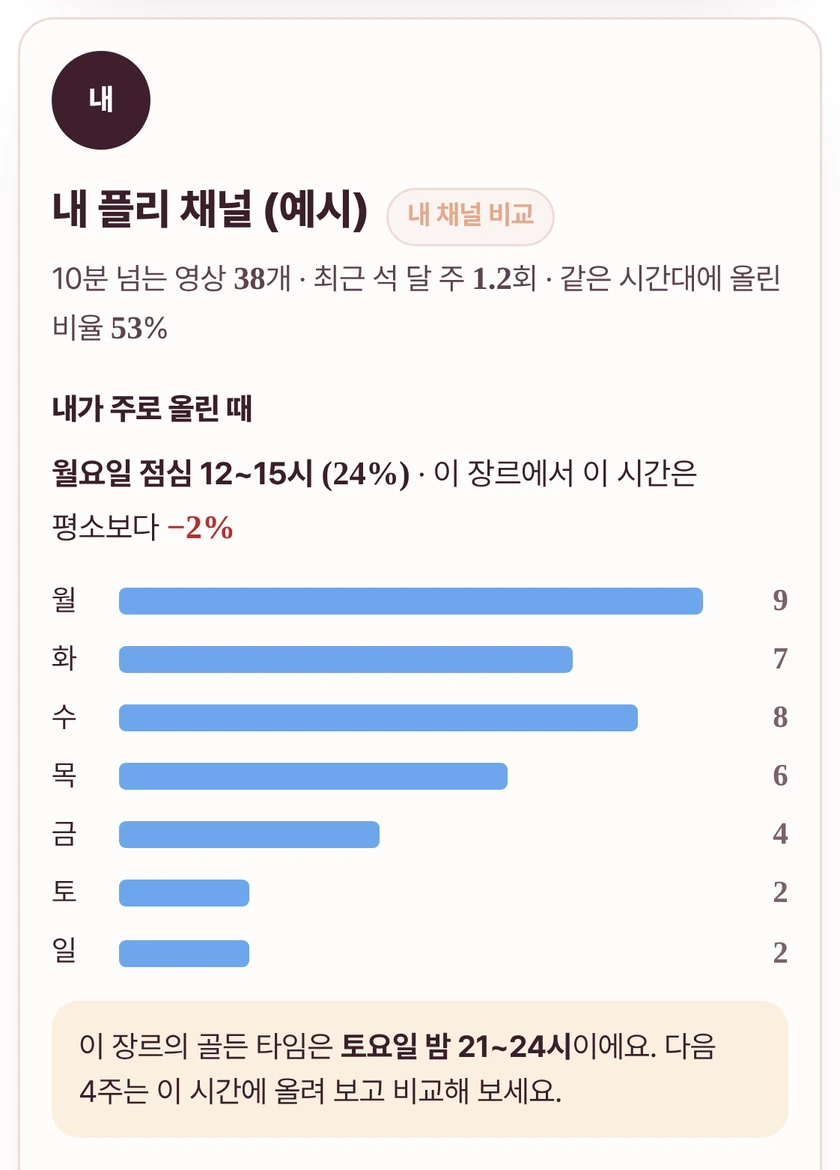 내
내 플리 채널 (예시) 내 채널 비교
10분 넘는 영상 38개 · 최근 석 달 주 1.2회 · 같은 시간대에 올린
비율 53%
내가 주로 올린 때
월요일 점심 12~15시 (24%) · 이 장르에서 이 시간은
평소보다 −2%
월 9
화 7
수 8
목 6
금 4
토 2
일 2
이 장르의 골든 타임은 토요일 밤 21~24시이에요. 다음
4주는 이 시간에 올려 보고 비교해 보세요.